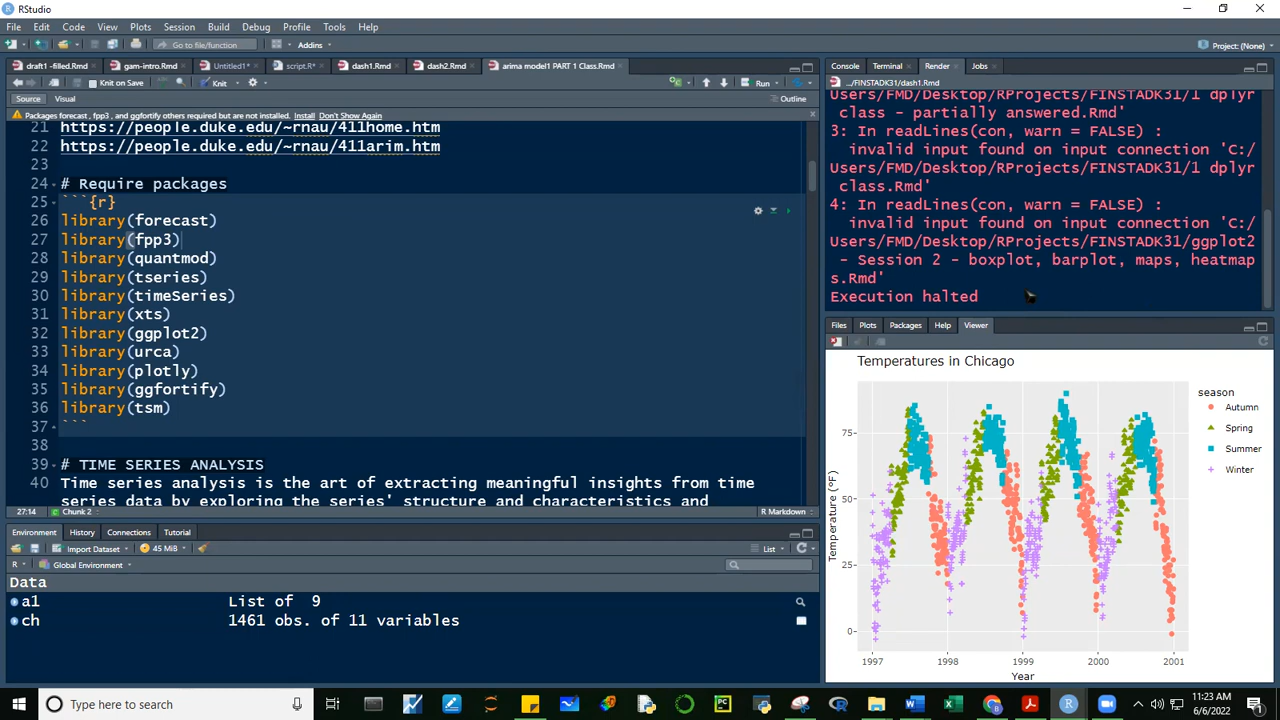 RStudio
File Edit Code View Plots Session Build Debug Profile Tools Help
Go to file/function Addins Project: (None)
draft1 -filled.Rmd gam-intro.Rmd Untitled1* script.R* dash1.Rmd dash2.Rmd arima model1 PART 1 Class.Rmd
Knit on Save Knit Run
Source Visual Outline
Packages forecast, fpp3, and ggfortify others required but are not installed. Install Don't Show Again
21 https://people.duke.edu/~rnau/411home.htm
22 https://people.duke.edu/~rnau/411arim.htm
23
24 # Require packages
25 ```{r}
26 library(forecast)
27 library(fpp3)
28 library(quantmod)
29 library(tseries)
30 library(timeSeries)
31 library(xts)
32 library(ggplot2)
33 library(urca)
34 library(plotly)
35 library(ggfortify)
36 library(tsm)
37 ```
38
39 # TIME SERIES ANALYSIS
40 Time series analysis is the art of extracting meaningful insights from time
series data by exploring the series' structure and characteristics and
27:14 Chunk 2 R Markdown
Environment History Connections Tutorial
Import Dataset 45 MiB List
R Global Environment
Data
a1 List of 9
ch 1461 obs. of 11 variables
Console Terminal Render Jobs
.../FINSTADK31/dash1.Rmd
Users/FMD/Desktop/RProjects/FINSTADK31/1 dplyr
class - partially answered.Rmd'
3: In readLines(con, warn = FALSE) :
invalid input found on input connection 'C:/
Users/FMD/Desktop/RProjects/FINSTADK31/1 dplyr
class.Rmd'
4: In readLines(con, warn = FALSE) :
invalid input found on input connection 'C:/
Users/FMD/Desktop/RProjects/FINSTADK31/ggplot2
- Session 2 - boxplot, barplot, maps, heatmap
s.Rmd'
Execution halted
Files Plots Packages Help Viewer
Temperatures in Chicago
season
Autumn
Spring
Summer
Winter
Temperature (°F)
75
50
25
0
1997 1998 1999 2000 2001
Year
Type here to search
11:23 AM
6/6/2022